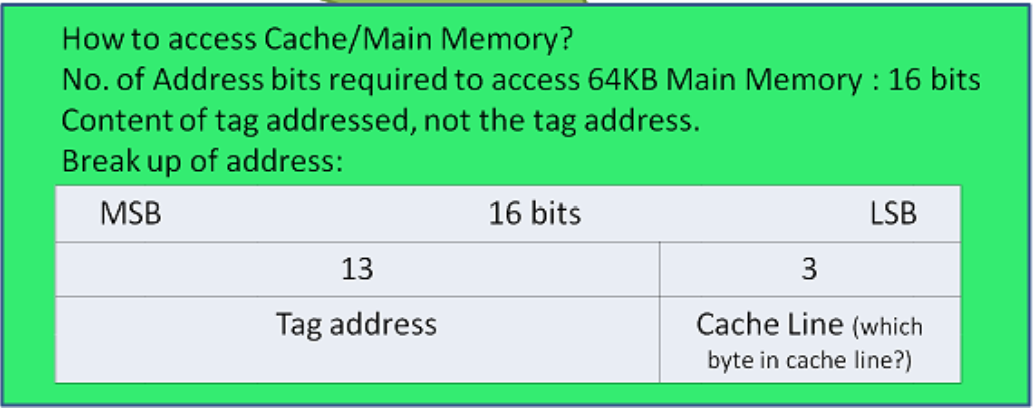 How to access Cache/Main Memory?
No. of Address bits required to access 64KB Main Memory : 16 bits
Content of tag addressed, not the tag address.
Break up of address:
MSB 16 bits LSB
13 3
Tag address Cache Line (which
byte in cache line?)